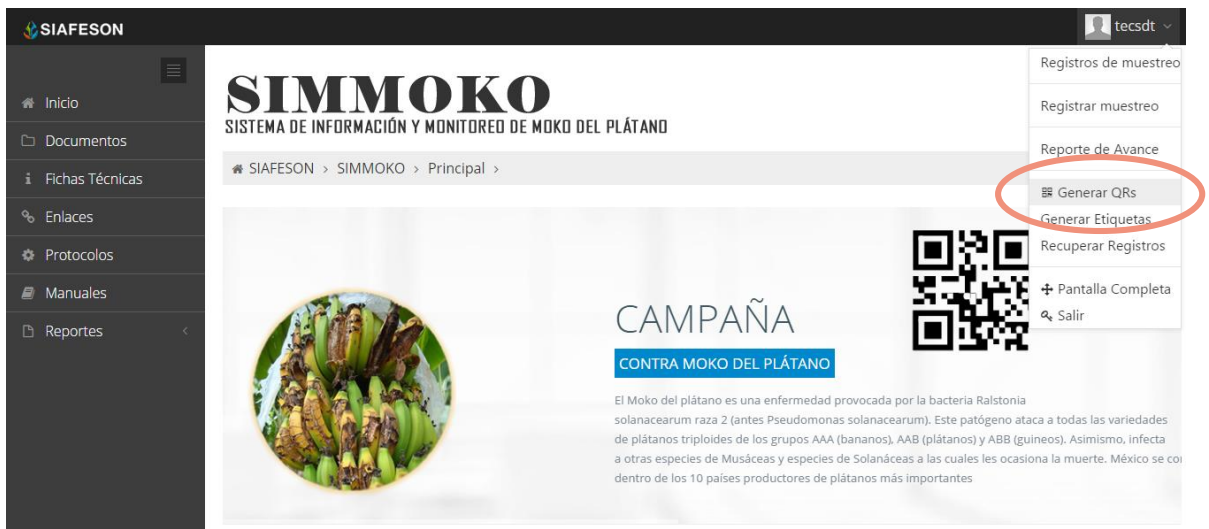 SIAFESON
tecsdt
Inicio
Documentos
Fichas Técnicas
Enlaces
Protocolos
Manuales
Reportes
SIMMOKO
SISTEMA DE INFORMACIÓN Y MONITOREO DE MOKO DEL PLÁTANO
SIAFESON > SIMMOKO > Principal >
Registros de muestreo
Registrar muestreo
Reporte de Avance
Generar QRs
Generar Etiquetas
Recuperar Registros
Pantalla Completa
Salir
CAMPAÑA
CONTRA MOKO DEL PLÁTANO
El Moko del plátano es una enfermedad provocada por la bacteria Ralstonia
solanacearum raza 2 (antes Pseudomonas solanacearum). Este patógeno ataca a todas las variedades
de plátanos triploides de los grupos AAA (bananos), AAB (plátanos) y ABB (guineos). Asimismo, infecta
a otras especies de Musáceas y especies de Solanáceas a las cuales les ocasiona la muerte. México se
dentro de los 10 países productores de plátanos más importantes